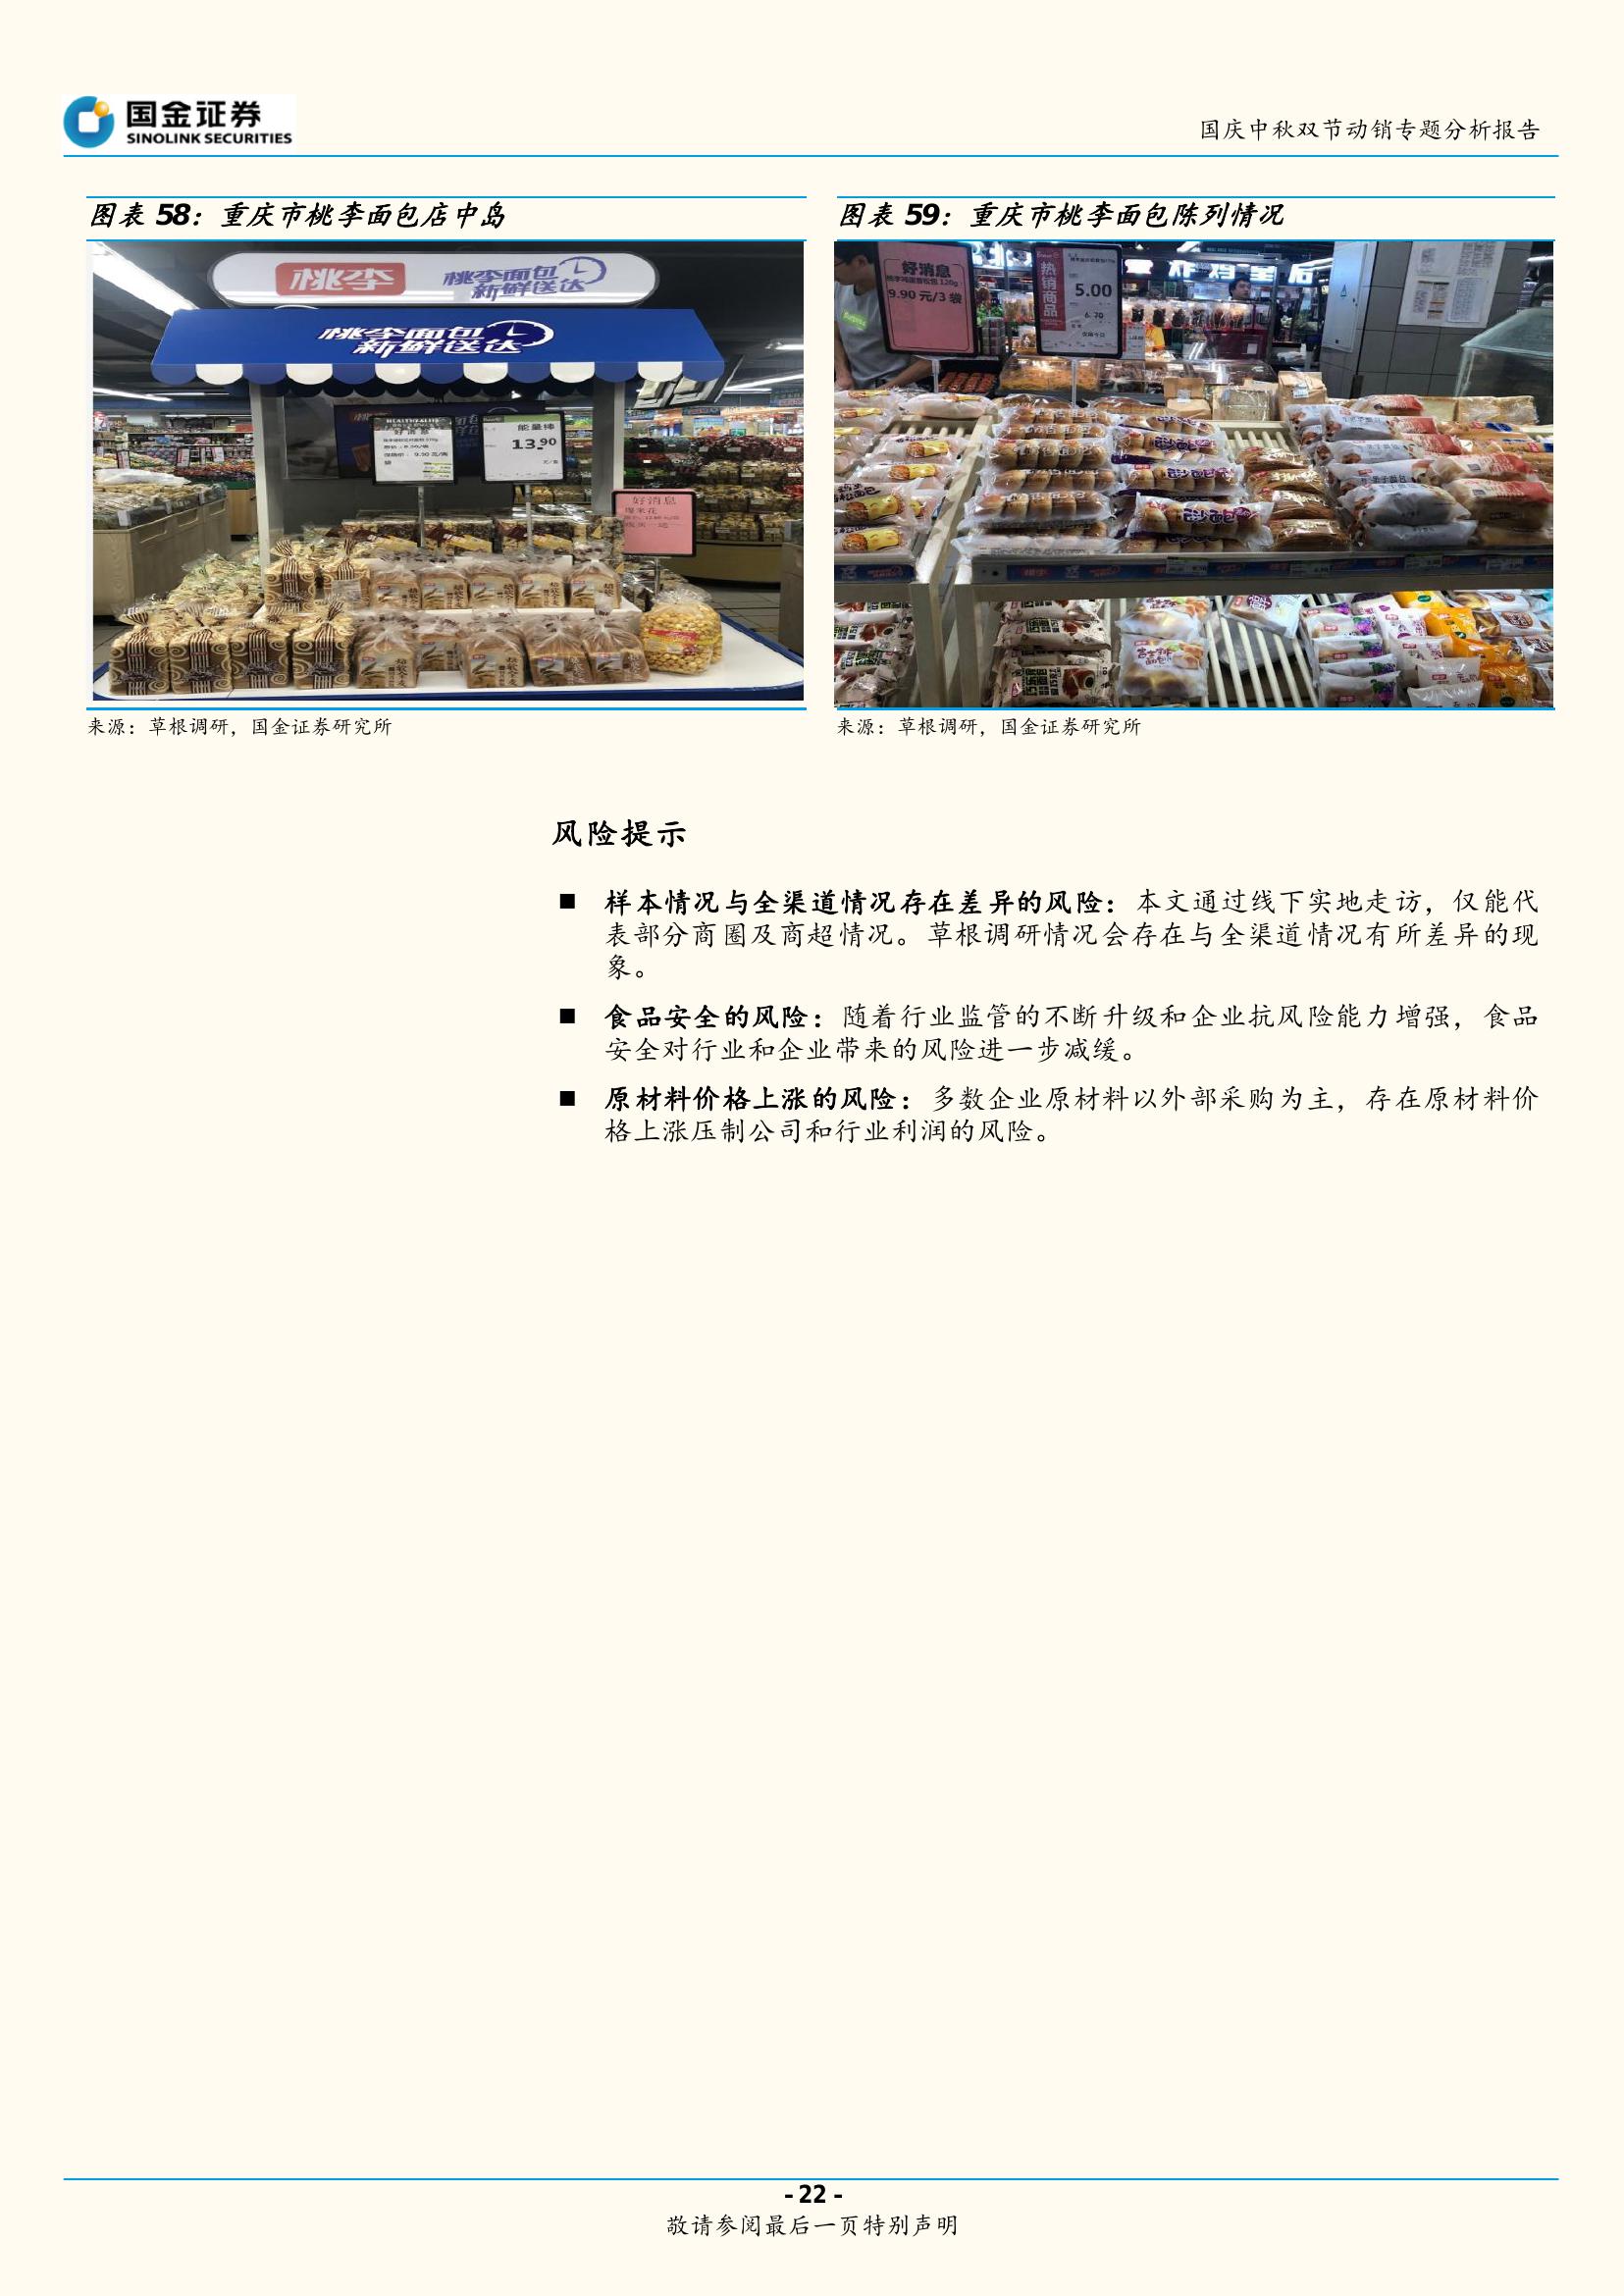 国金证券
SINOLINK SECURITIES
国庆中秋双节动销专题分析报告
图表 58：重庆市桃李面包店中岛
桃李
桃李面包
新鲜送达
桃李面包
新鲜送达
能量棒
13.90
好消息
爆米花
来源：草根调研，国金证券研究所
图表 59：重庆市桃李面包陈列情况
好消息
9.90 元/3 袋
热销商品
5.00
6.70
来源：草根调研，国金证券研究所
风险提示
■ 样本情况与全渠道情况存在差异的风险：本文通过线下实地走访，仅能代
表部分商圈及商超情况。草根调研情况会存在与全渠道情况有所差异的现
象。
■ 食品安全的风险：随着行业监管的不断升级和企业抗风险能力增强，食品
安全对行业和企业带来的风险进一步减缓。
■ 原材料价格上涨的风险：多数企业原材料以外部采购为主，存在原材料价
格上涨压制公司和行业利润的风险。
- 22 -
敬请参阅最后一页特别声明